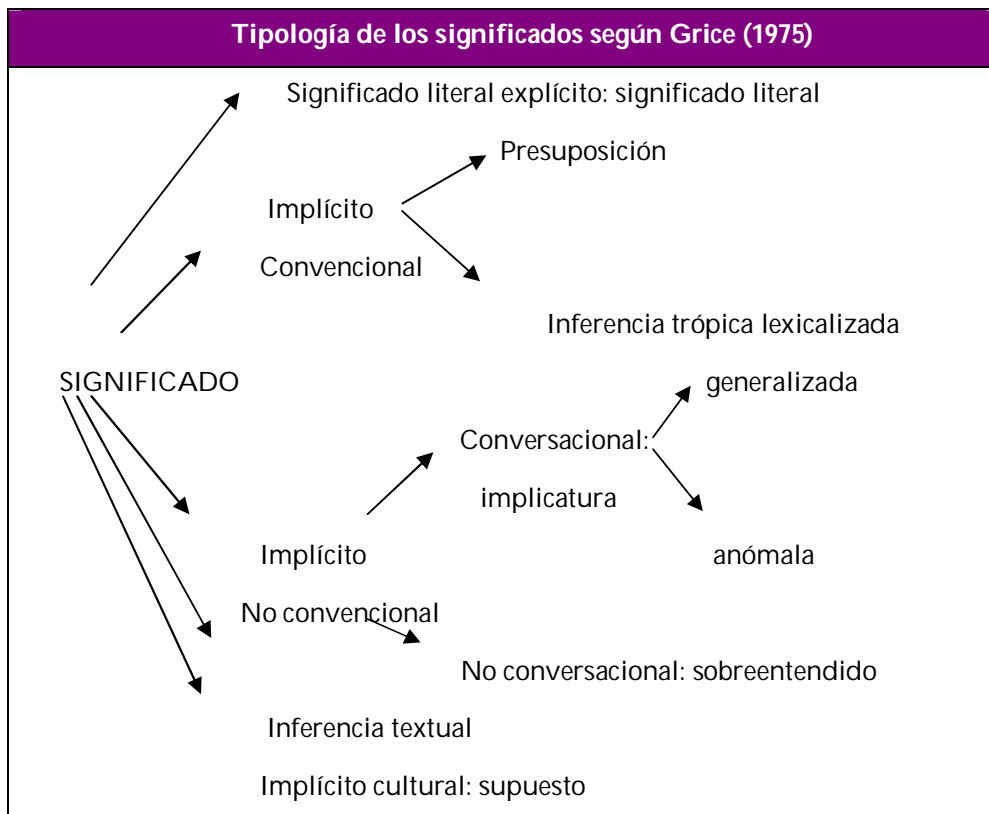 Tipología de los significados según Grice (1975)
Significado literal explícito: significado literal
Presuposición
Implícito
Convencional
Inferencia trópica lexicalizada
SIGNIFICADO
generalizada
Conversacional:
implicatura
Implícito
anómala
No convencional
No conversacional: sobreentendido
Inferencia textual
Implícito cultural: supuesto